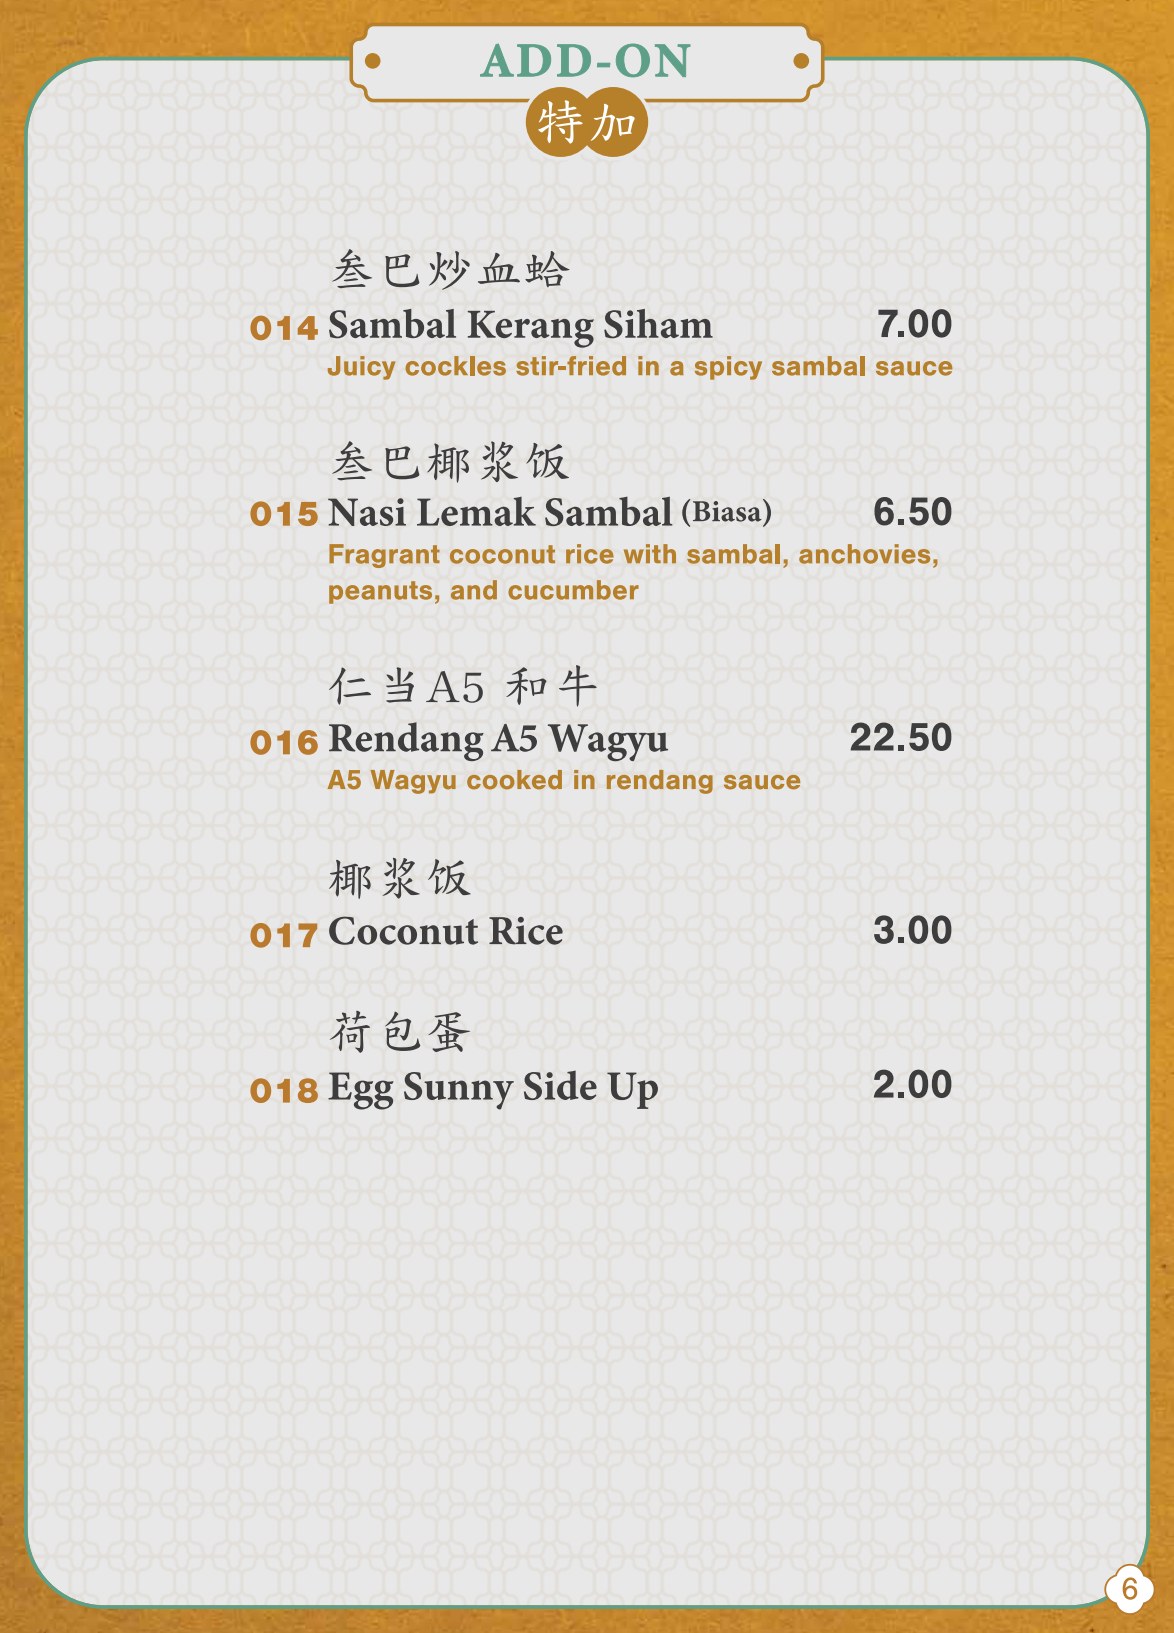 ADD-ON
特加
叁巴炒血蛤
014 Sambal Kerang Siham 7.00
Juicy cockles stir-fried in a spicy sambal sauce
叁巴椰浆饭
015 Nasi Lemak Sambal (Biasa) 6.50
Fragrant coconut rice with sambal, anchovies,
peanuts, and cucumber
仁当A5 和牛
016 Rendang A5 Wagyu 22.50
A5 Wagyu cooked in rendang sauce
椰浆饭
017 Coconut Rice 3.00
荷包蛋
018 Egg Sunny Side Up 2.00
6